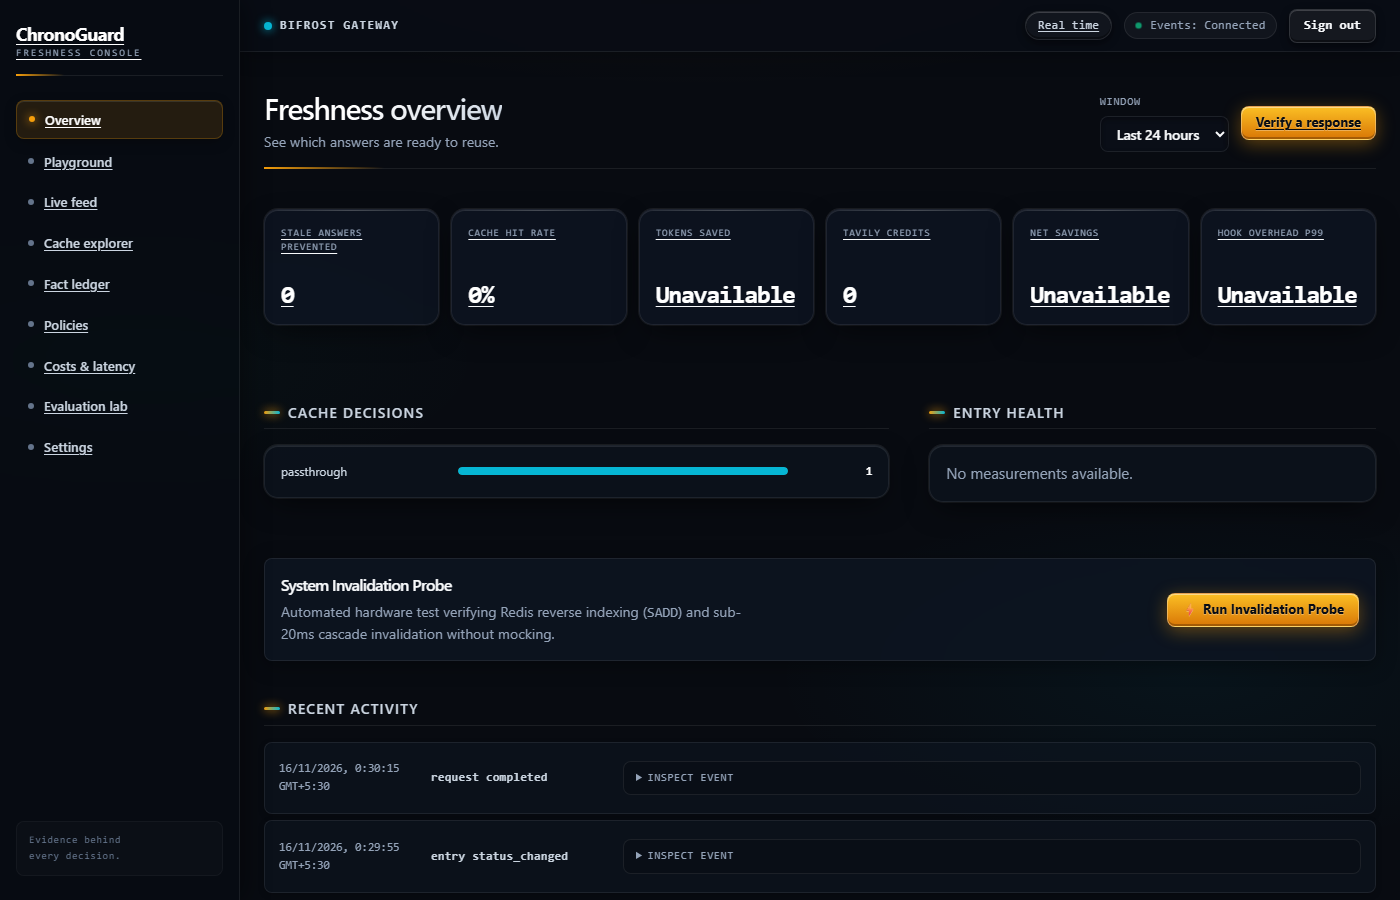 ChronoGuard
FRESHNESS CONSOLE
Overview
Playground
Live feed
Cache explorer
Fact ledger
Policies
Costs & latency
Evaluation lab
Settings
Evidence behind
every decision.
BIFROST GATEWAY
Real time
Events: Connected
Sign out
Freshness overview
See which answers are ready to reuse.
WINDOW
Last 24 hours
Verify a response
STALE ANSWERS
PREVENTED
0
CACHE HIT RATE
0%
TOKENS SAVED
Unavailable
TAVILY CREDITS
0
NET SAVINGS
Unavailable
HOOK OVERHEAD P99
Unavailable
CACHE DECISIONS
passthrough 1
ENTRY HEALTH
No measurements available.
System Invalidation Probe
Automated hardware test verifying Redis reverse indexing (SADD) and sub-
20ms cascade invalidation without mocking.
Run Invalidation Probe
RECENT ACTIVITY
16/11/2026, 0:30:15
GMT+5:30
request completed
INSPECT EVENT
16/11/2026, 0:29:55
GMT+5:30
entry status_changed
INSPECT EVENT